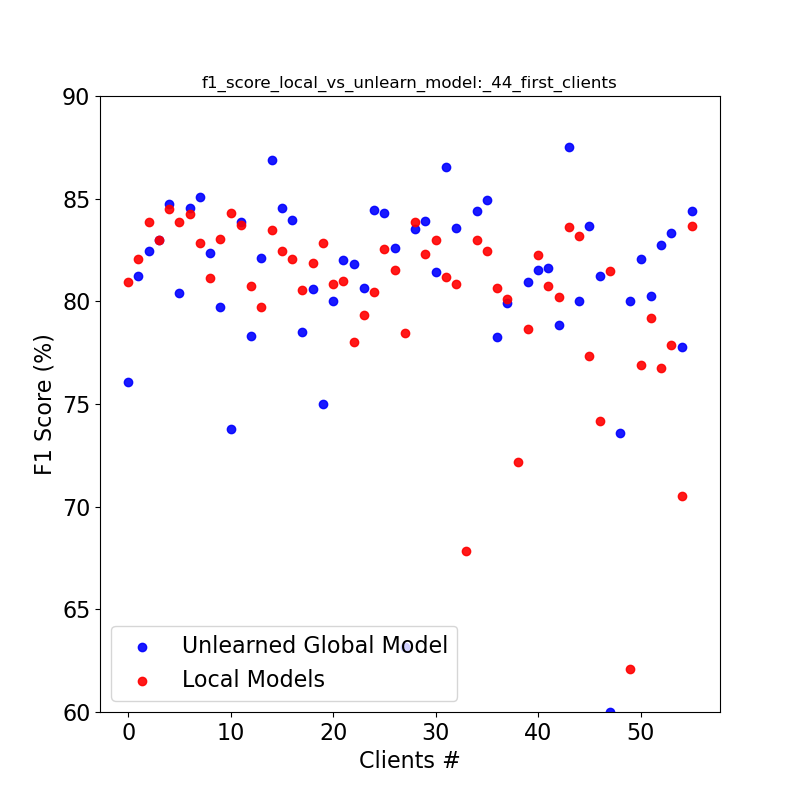 f1_score_local_vs_unlearn_model:_44_first_clients
90
85
80
75
70
65
60
F1 Score (%)
Unlearned Global Model
Local Models
0 10 20 30 40 50
Clients #